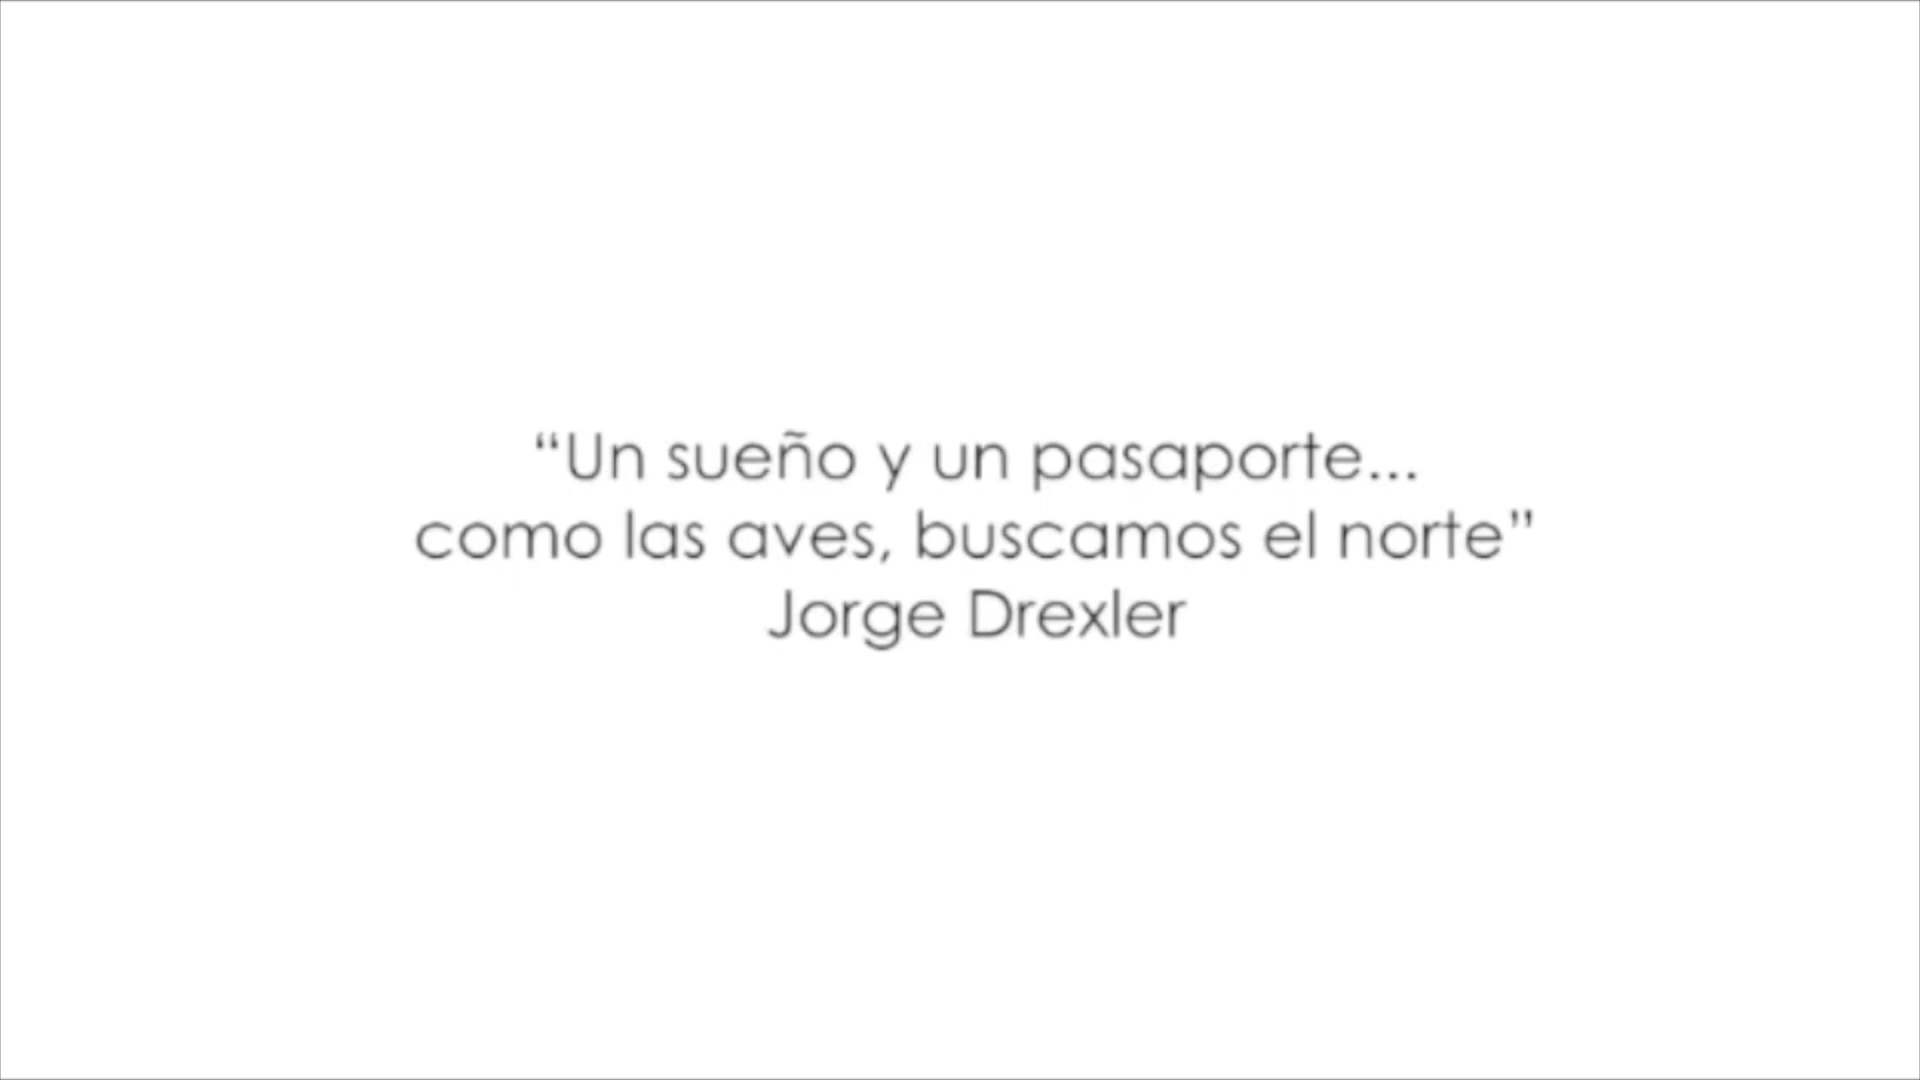 “Un sueño y un pasaporte...
como las aves, buscamos el norte”
Jorge Drexler